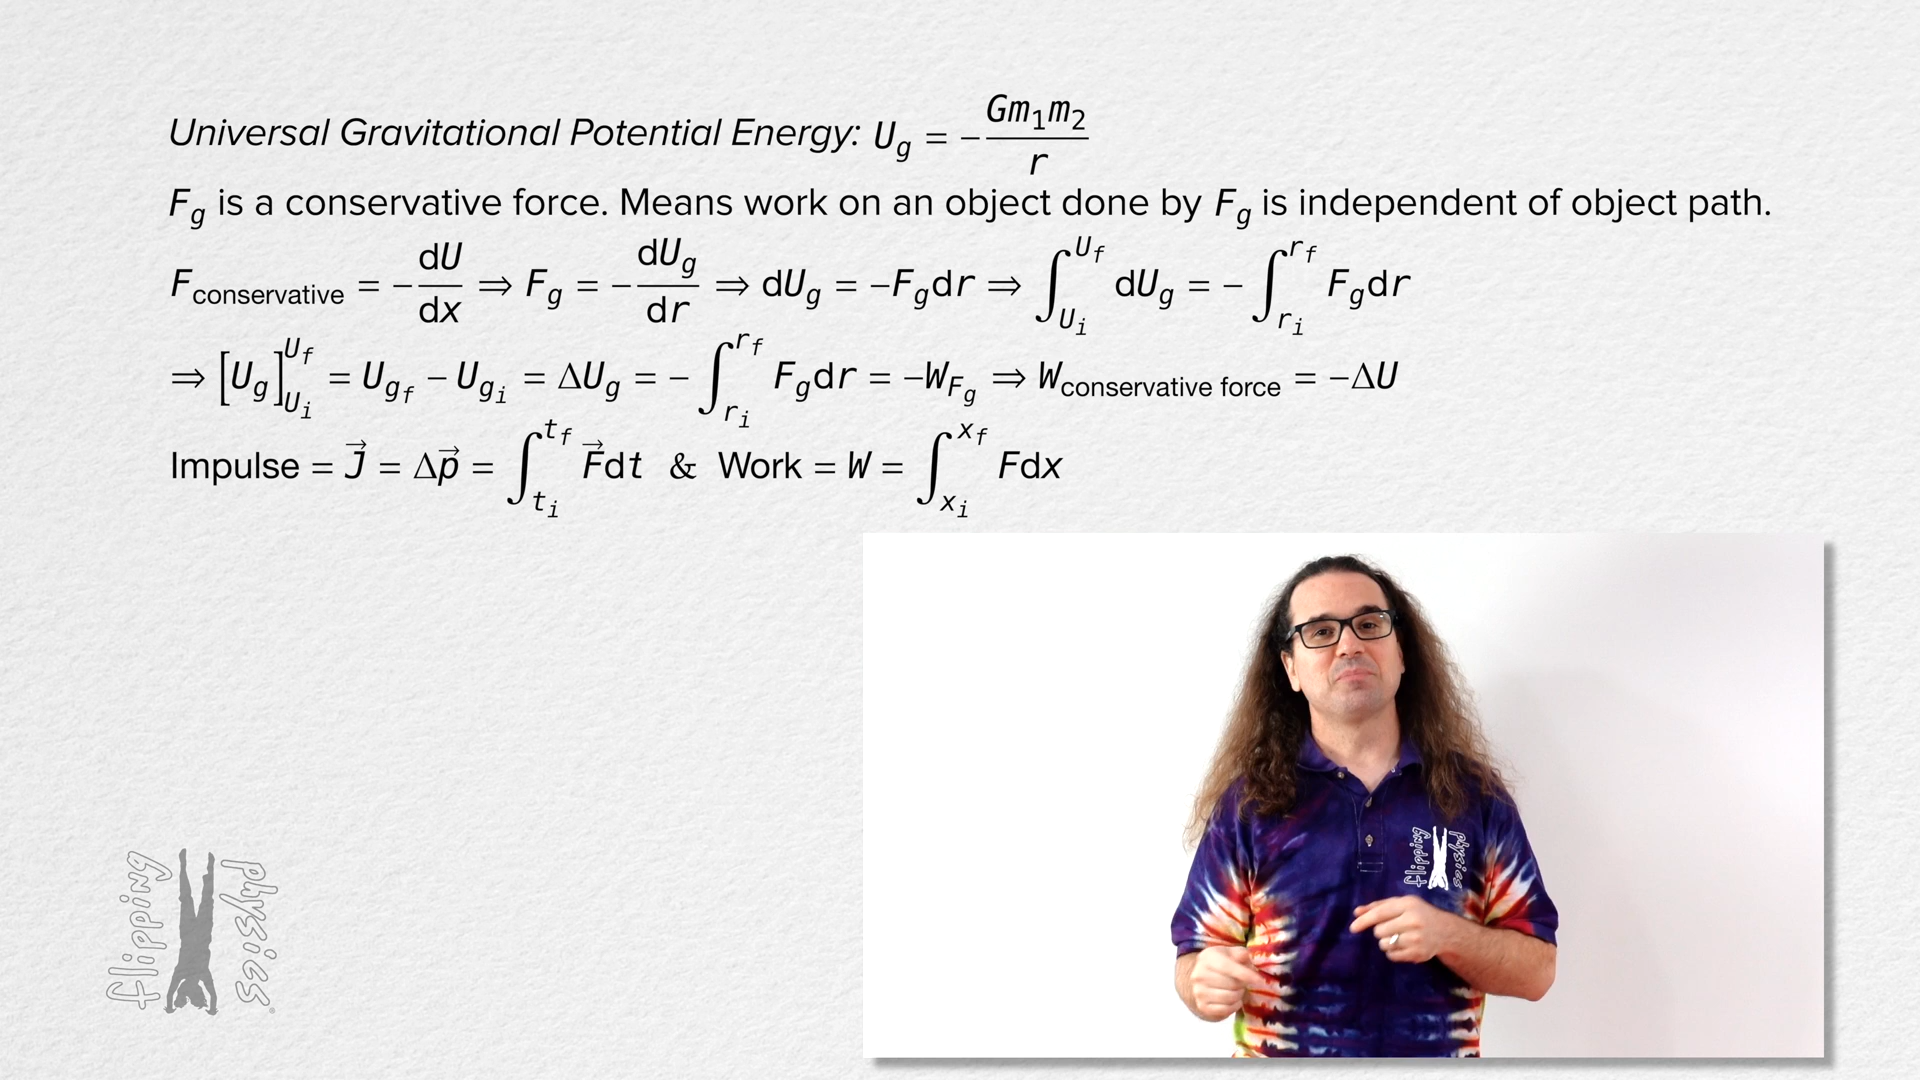 Universal Gravitational Potential Energy: U_g = −Gm₁m₂/r
F_g is a conservative force. Means work on an object done by F_g is independent of object path.
F_conservative = −dU/dx ⇒ F_g = −dU_g/dr ⇒ dU_g = −F_g dr ⇒ ∫_{U_i}^{U_f} dU_g = −∫_{r_i}^{r_f} F_g dr
⇒ [U_g]_{U_i}^{U_f} = U_{g_f} − U_{g_i} = ΔU_g = −∫_{r_i}^{r_f} F_g dr = −W_{F_g} ⇒ W_conservative force = −ΔU
Impulse = J⃗ = Δp⃗ = ∫_{t_i}^{t_f} F⃗dt & Work = W = ∫_{x_i}^{x_f} Fdx
flipping physics
flipping physics